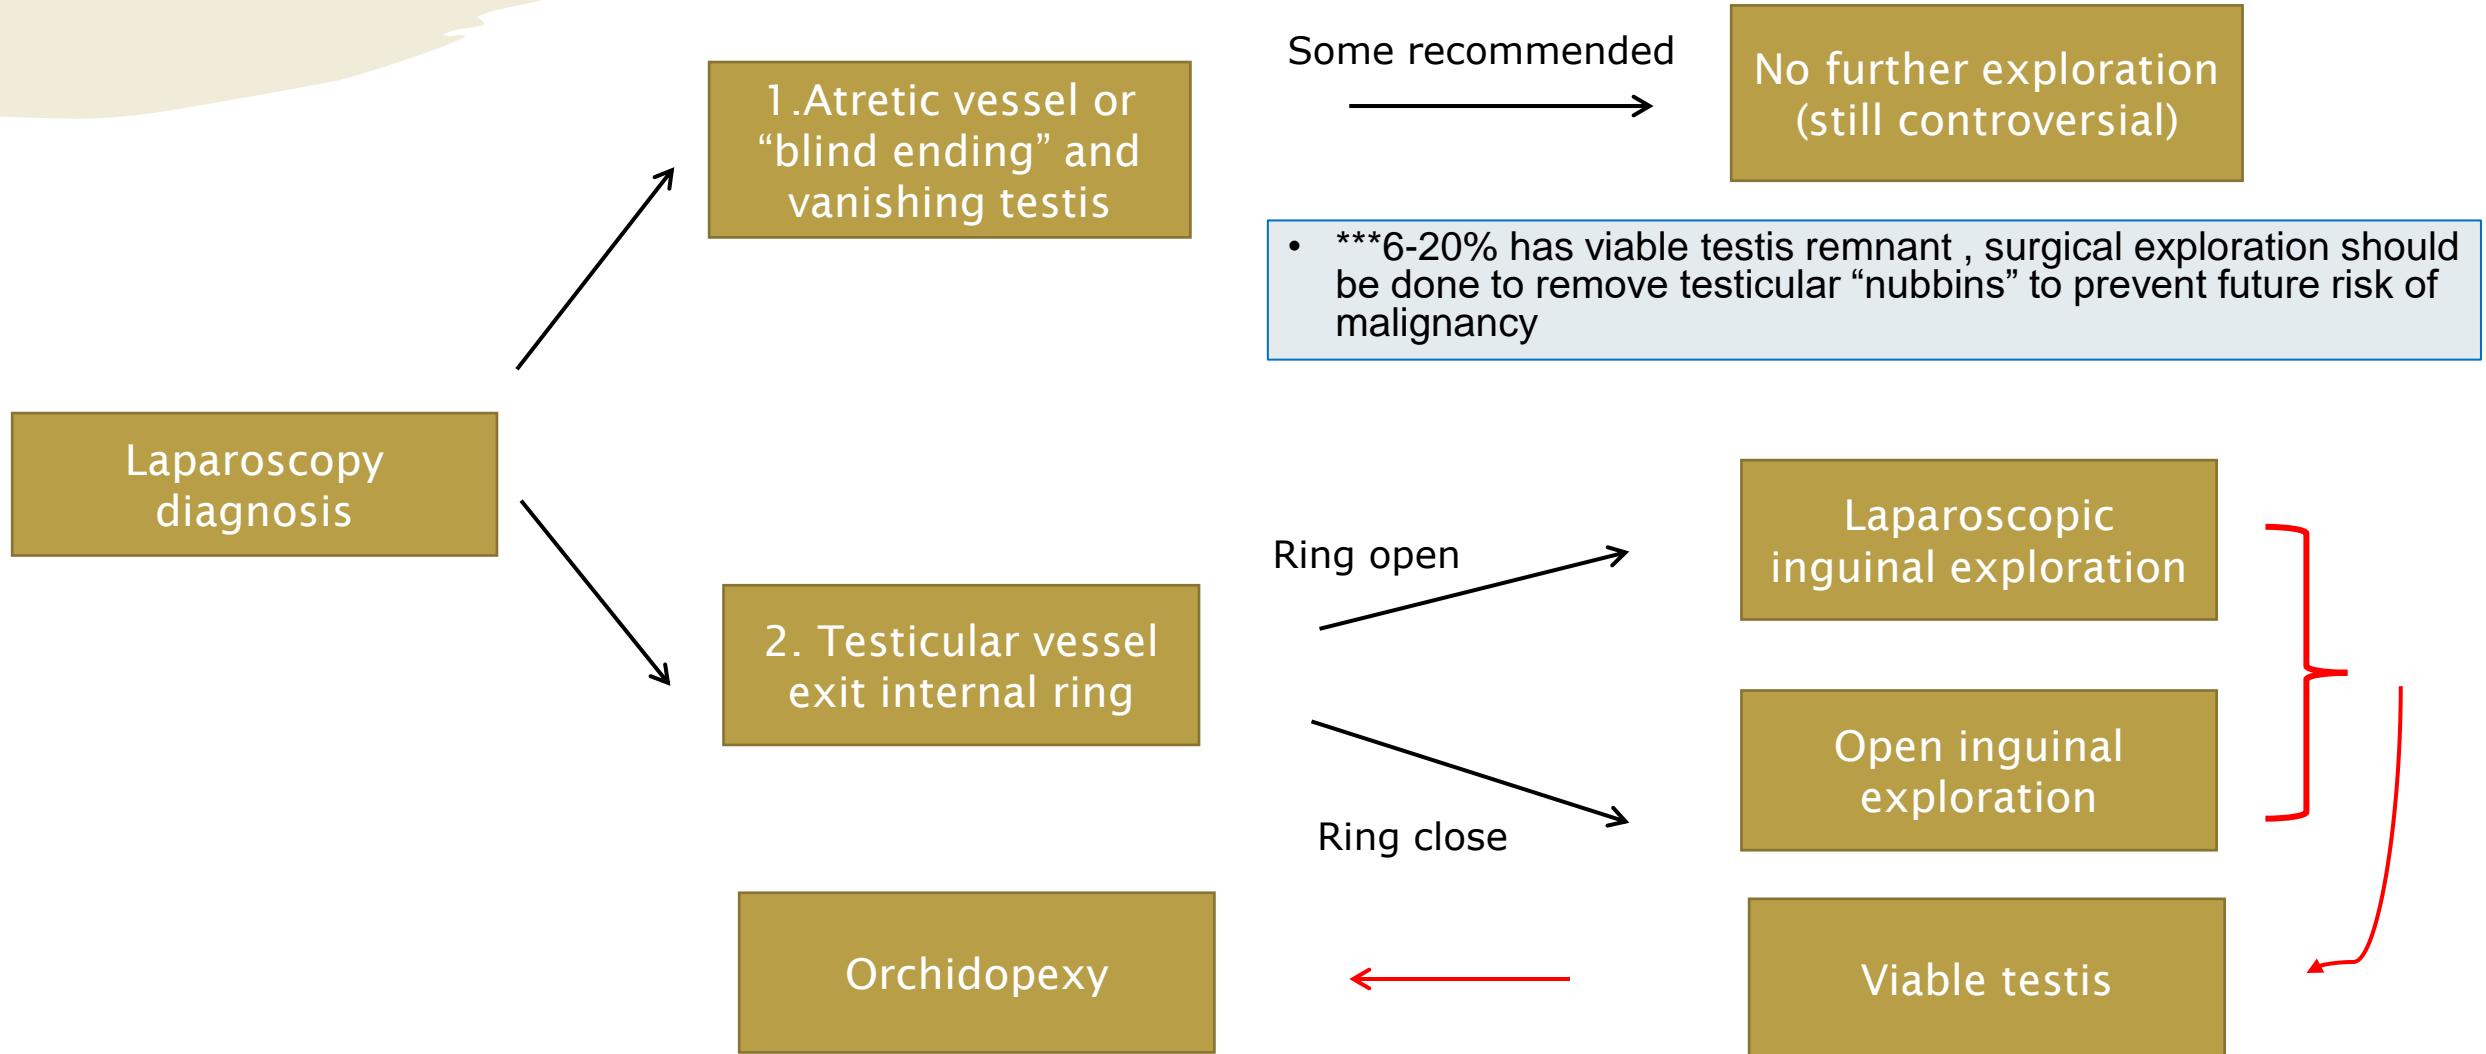 Some recommended
No further exploration
(still controversial)
1.Atretic vessel or
“blind ending” and
vanishing testis
• ***6-20% has viable testis remnant , surgical exploration should
be done to remove testicular “nubbins” to prevent future risk of
malignancy
Laparoscopy
diagnosis
Ring open
Laparoscopic
inguinal exploration
2. Testicular vessel
exit internal ring
Open inguinal
exploration
Ring close
Orchidopexy
Viable testis